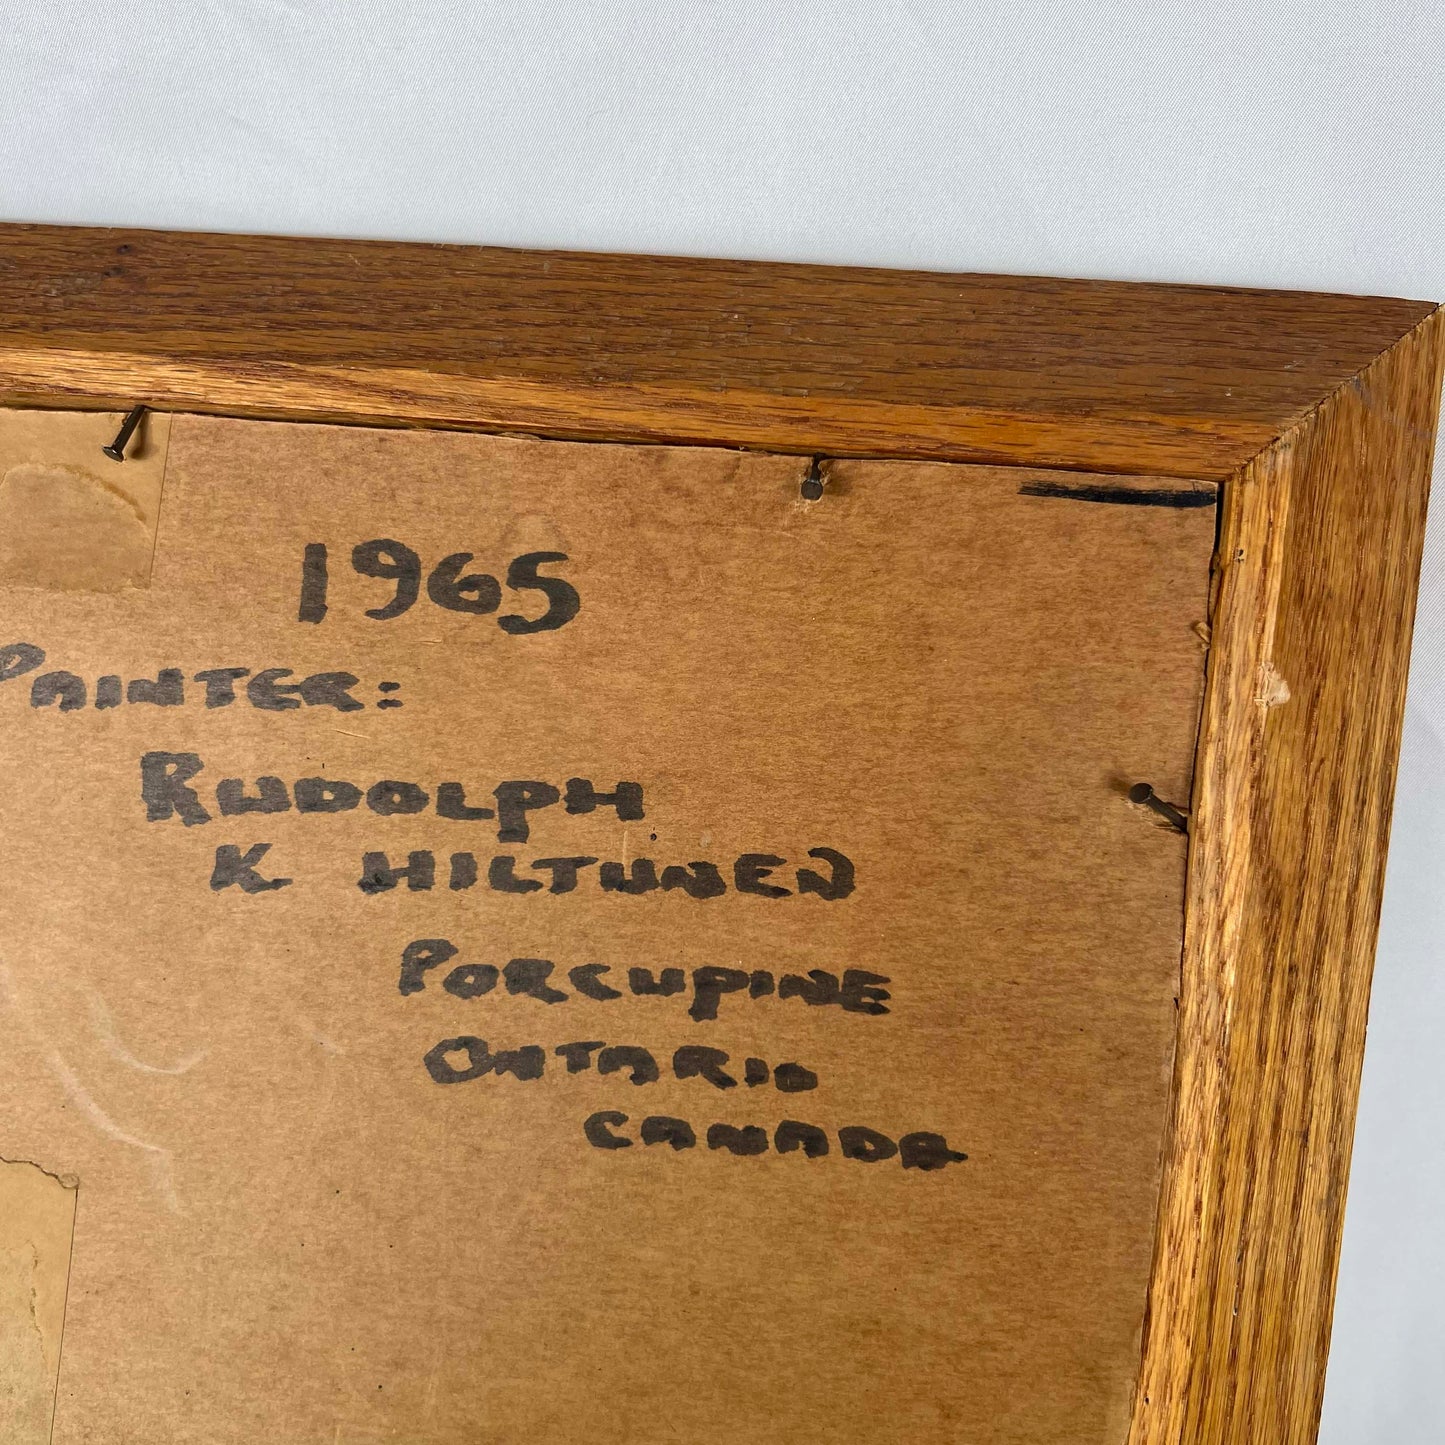 1965
PAINTER:
RUDOLPH
K HILTUNEN
PORCUPINE
ONTARIO
CANADA